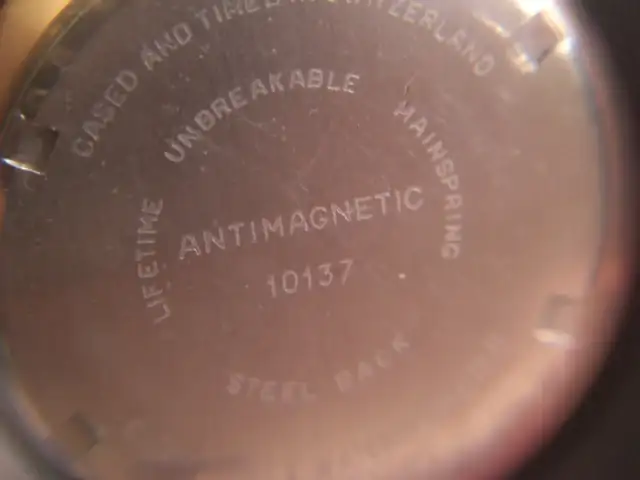 CASED AND TIMED IN SWITZERLAND
LIFETIME UNBREAKABLE MAINSPRING
ANTIMAGNETIC
10137
STEEL BACK